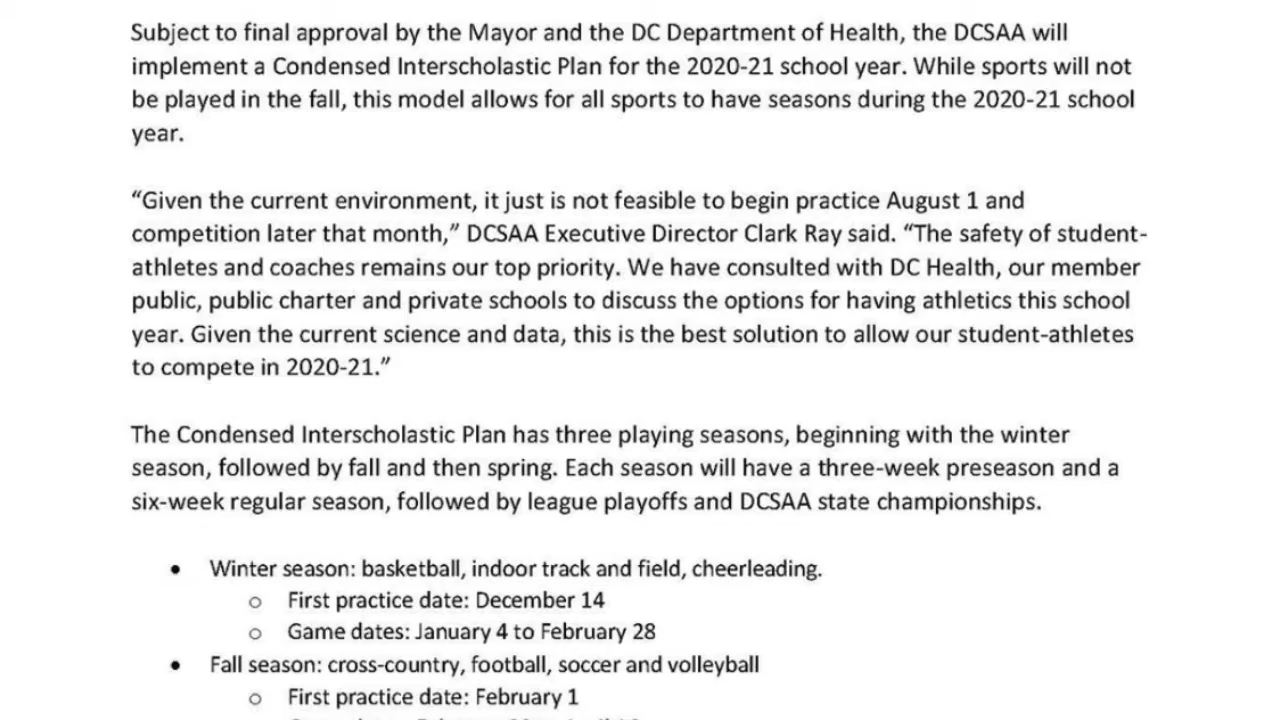 Subject to final approval by the Mayor and the DC Department of Health, the DCSAA will
implement a Condensed Interscholastic Plan for the 2020-21 school year. While sports will not
be played in the fall, this model allows for all sports to have seasons during the 2020-21 school
year.
“Given the current environment, it just is not feasible to begin practice August 1 and
competition later that month,” DCSAA Executive Director Clark Ray said. “The safety of student-
athletes and coaches remains our top priority. We have consulted with DC Health, our member
public, public charter and private schools to discuss the options for having athletics this school
year. Given the current science and data, this is the best solution to allow our student-athletes
to compete in 2020-21.”
The Condensed Interscholastic Plan has three playing seasons, beginning with the winter
season, followed by fall and then spring. Each season will have a three-week preseason and a
six-week regular season, followed by league playoffs and DCSAA state championships.
• Winter season: basketball, indoor track and field, cheerleading.
o First practice date: December 14
o Game dates: January 4 to February 28
• Fall season: cross-country, football, soccer and volleyball
o First practice date: February 1